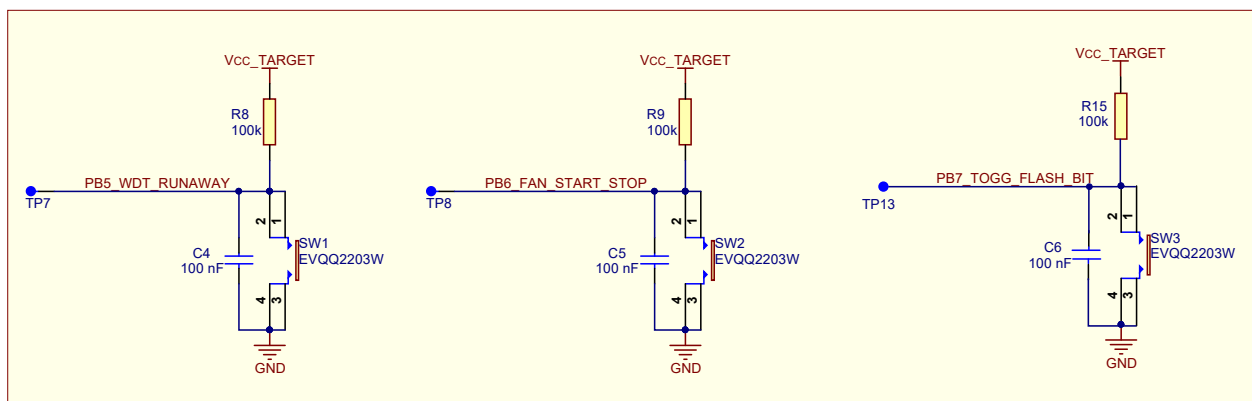 VCC_TARGET
R8
100k
PB5_WDT_RUNAWAY
TP7
2
1
C4
100 nF
SW1
EVQQ2203W
4
3
GND
VCC_TARGET
R9
100k
PB6_FAN_START_STOP
TP8
2
1
C5
100 nF
SW2
EVQQ2203W
4
3
GND
VCC_TARGET
R15
100k
PB7_TOGG_FLASH_BIT
TP13
2
1
C6
100 nF
SW3
EVQQ2203W
4
3
GND